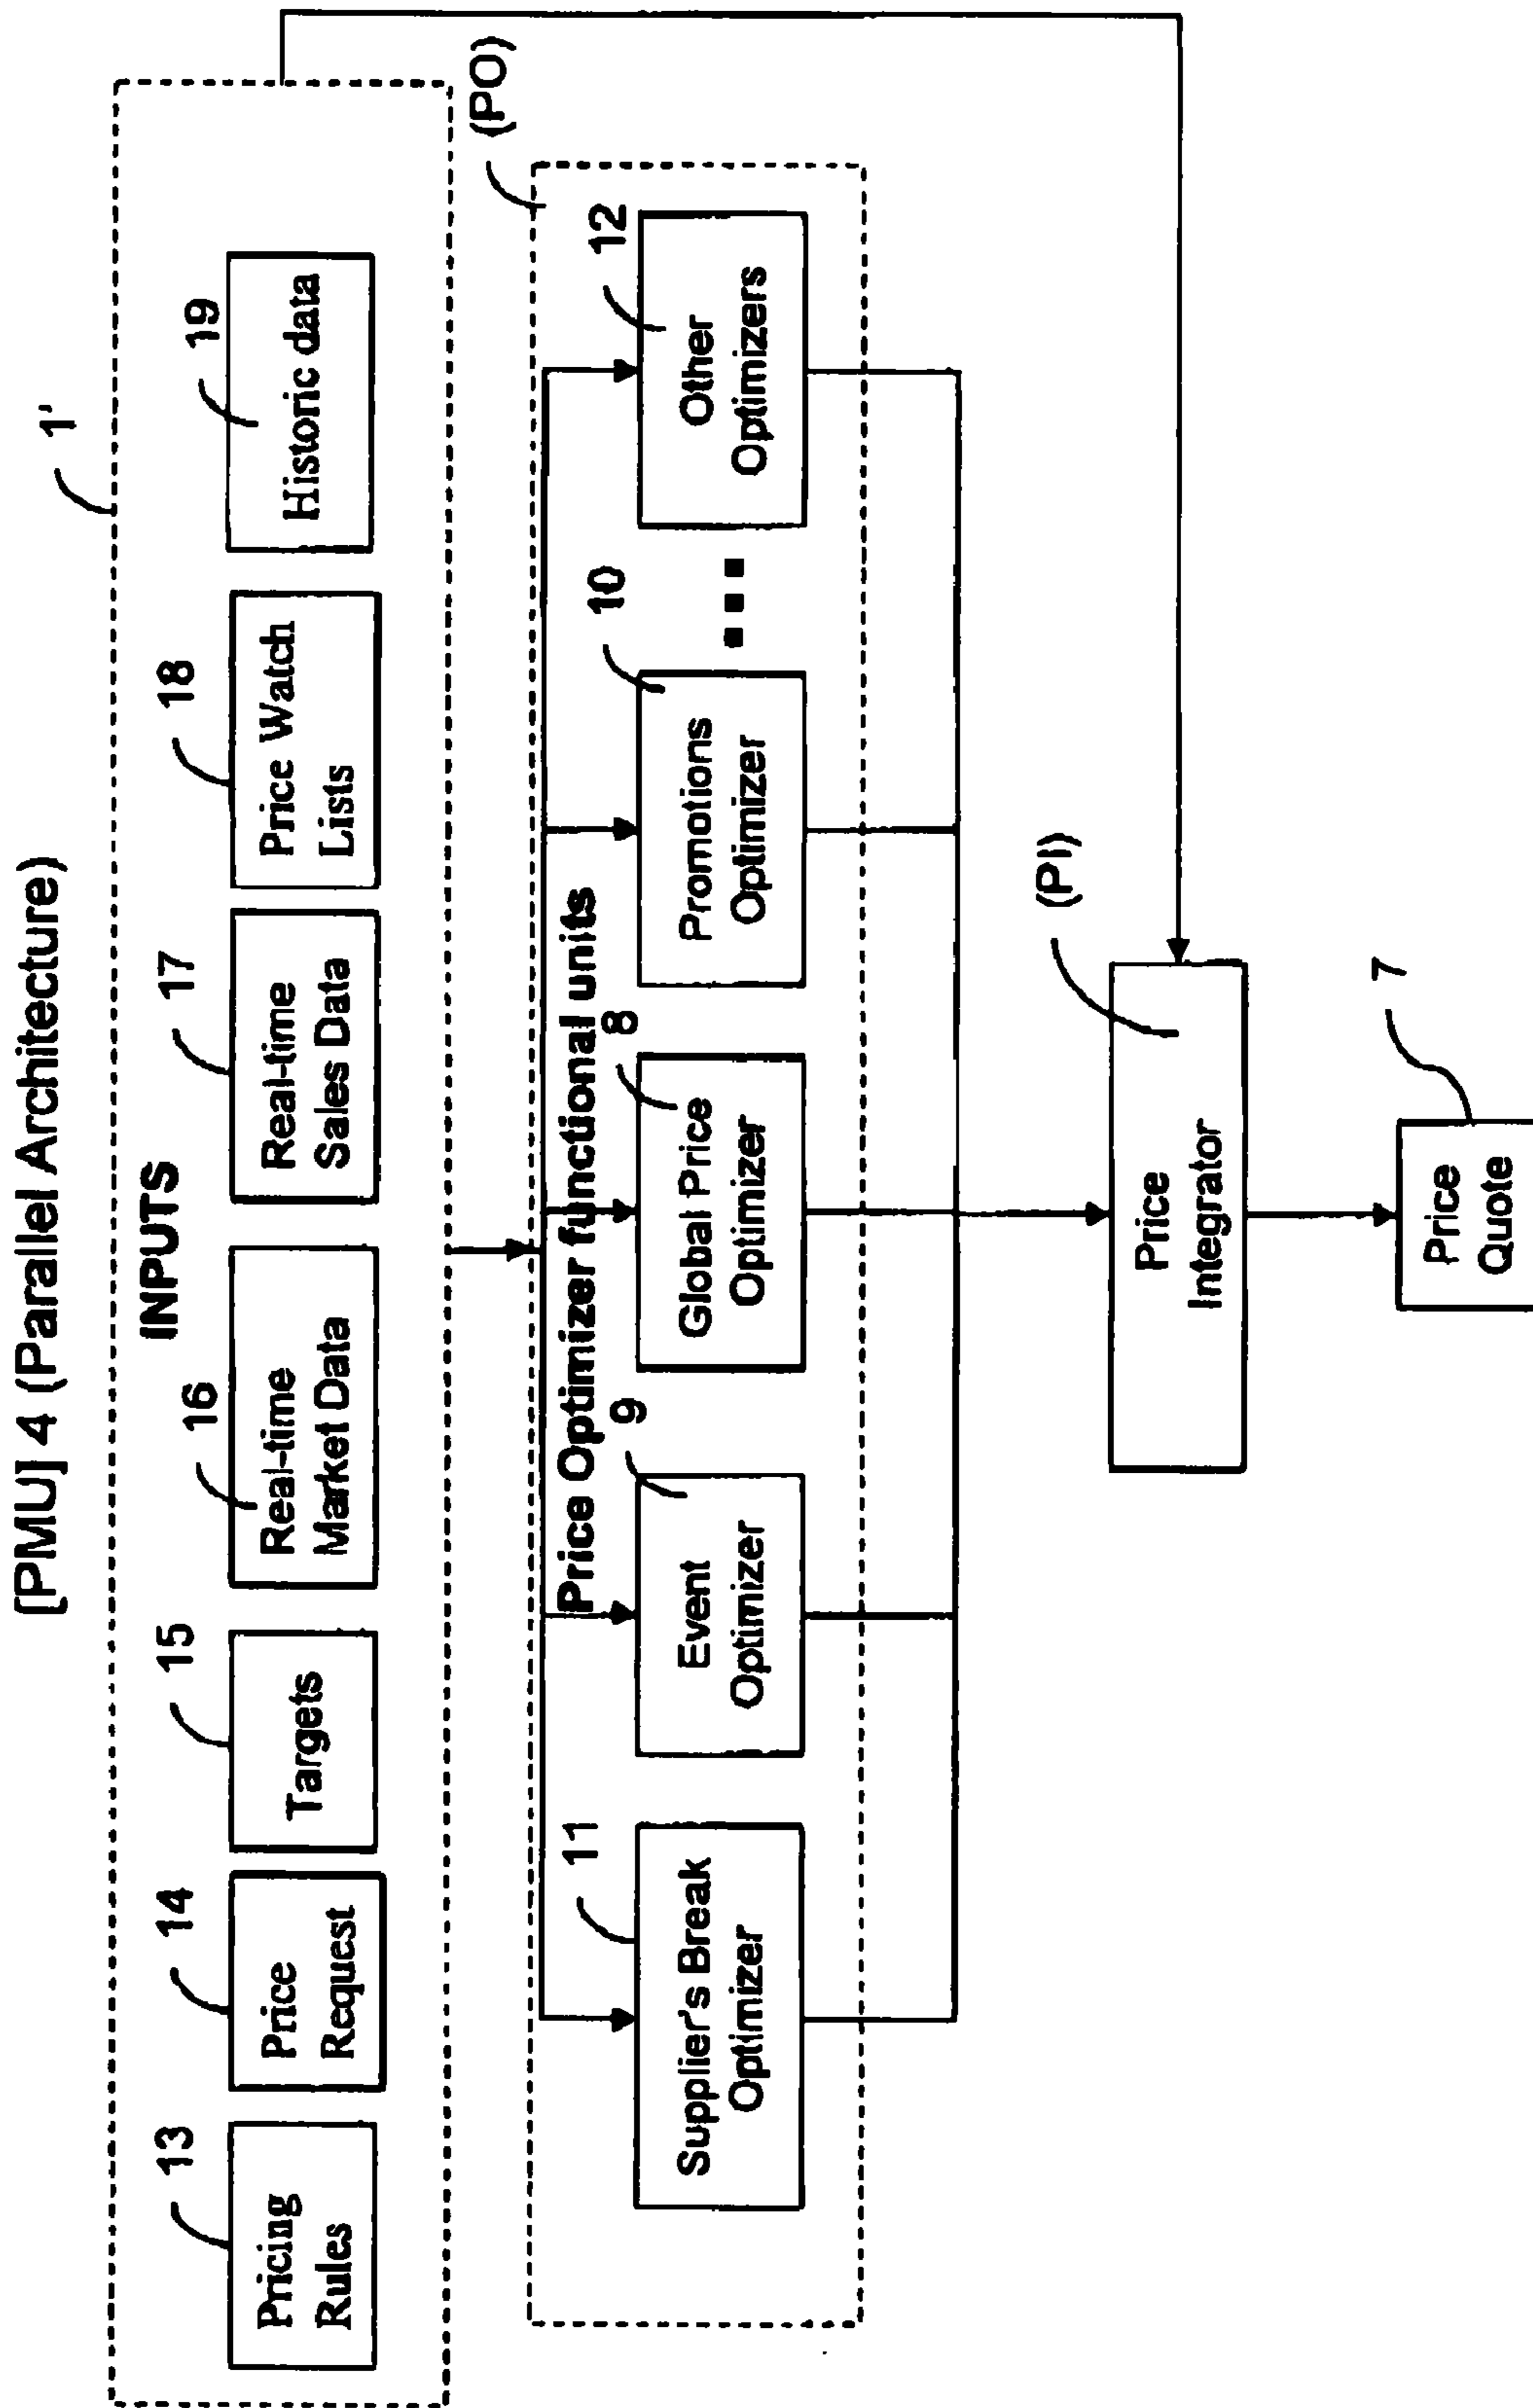 [PMU] 4 (Parallel Architecture)
1'
INPUTS
13
14
15
16
17
18
19
Pricing
Rules
Price
Request
Targets
Real-time
Market Data
Real-time
Sales Data
Price Watch
Lists
Historic data
(PO)
Price Optimizer functional units
11
9
8
10
12
Supplier's Break
Optimizer
Event
Optimizer
Global Price
Optimizer
Promotions
Optimizer
Other
Optimizers
(PI)
Price
Integrator
7
Price
Quote